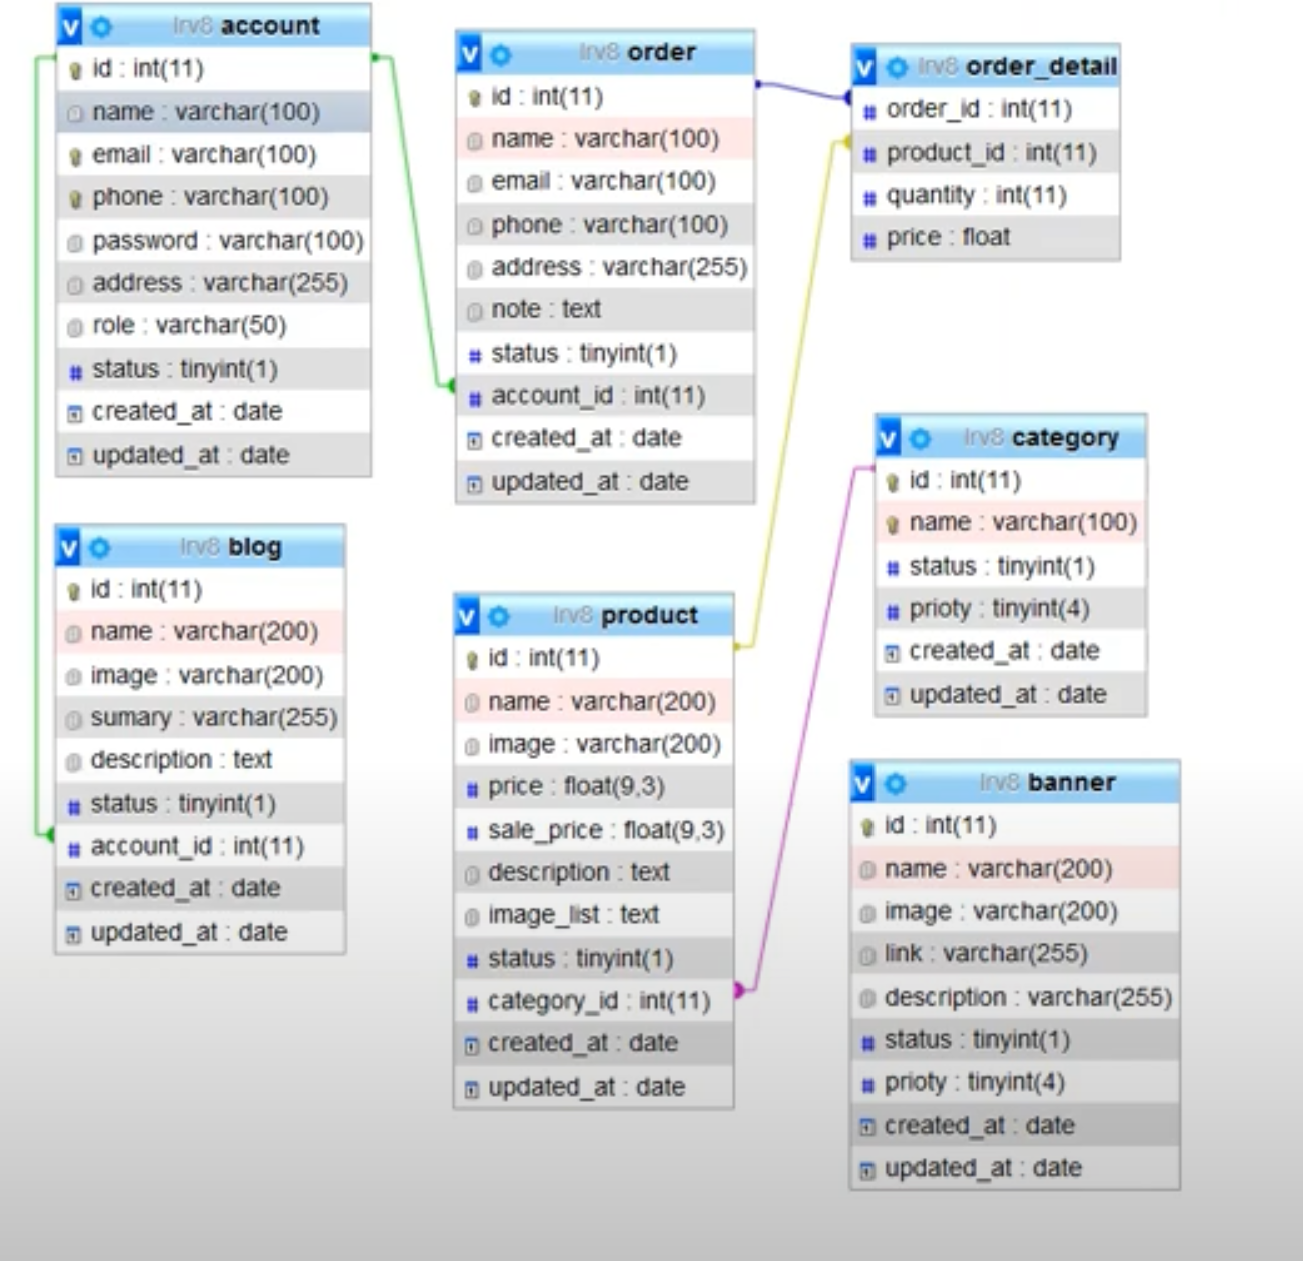 lrv8 account
id : int(11)
name : varchar(100)
email : varchar(100)
phone : varchar(100)
password : varchar(100)
address : varchar(255)
role : varchar(50)
status : tinyint(1)
created_at : date
updated_at : date
lrv8 order
id : int(11)
name : varchar(100)
email : varchar(100)
phone : varchar(100)
address : varchar(255)
note : text
status : tinyint(1)
account_id : int(11)
created_at : date
updated_at : date
lrv8 order_detail
order_id : int(11)
product_id : int(11)
quantity : int(11)
price : float
lrv8 category
id : int(11)
name : varchar(100)
status : tinyint(1)
prioty : tinyint(4)
created_at : date
updated_at : date
lrv8 blog
id : int(11)
name : varchar(200)
image : varchar(200)
sumary : varchar(255)
description : text
status : tinyint(1)
account_id : int(11)
created_at : date
updated_at : date
lrv8 product
id : int(11)
name : varchar(200)
image : varchar(200)
price : float(9,3)
sale_price : float(9,3)
description : text
image_list : text
status : tinyint(1)
category_id : int(11)
created_at : date
updated_at : date
lrv8 banner
id : int(11)
name : varchar(200)
image : varchar(200)
link : varchar(255)
description : varchar(255)
status : tinyint(1)
prioty : tinyint(4)
created_at : date
updated_at : date